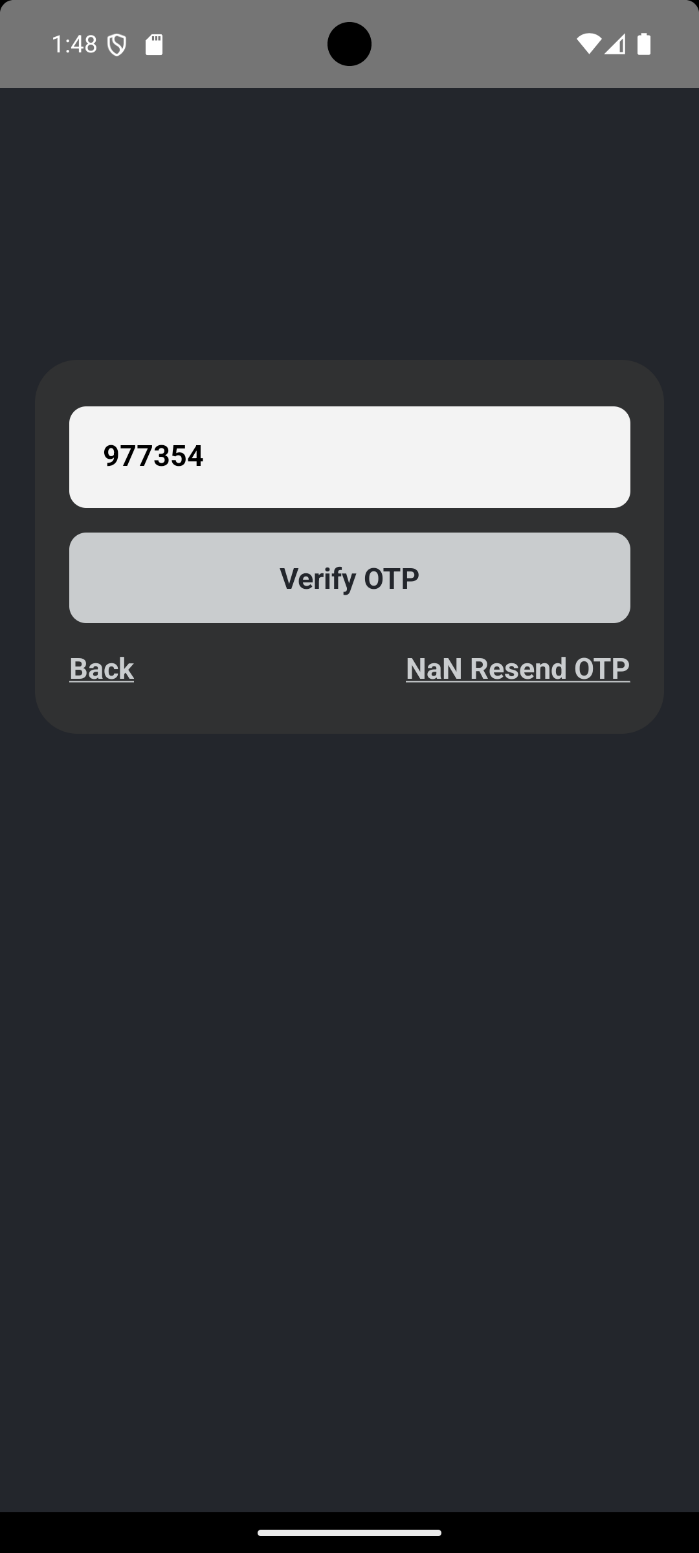 1:48
977354
Verify OTP
Back
NaN Resend OTP